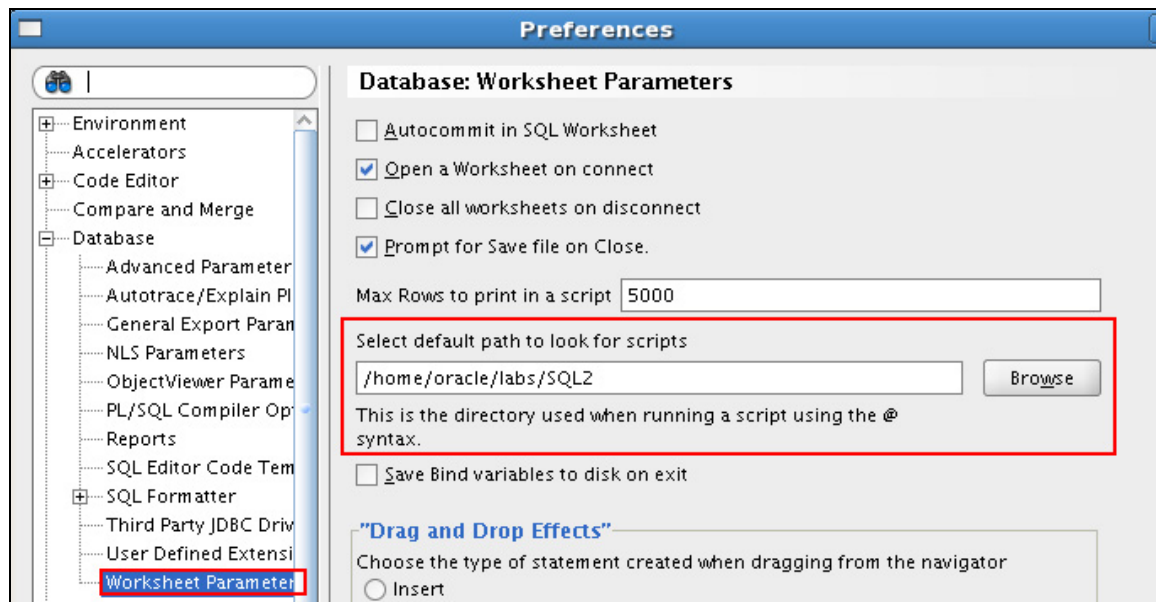 Preferences
Environment
Accelerators
Code Editor
Compare and Merge
Database
Advanced Parameter
Autotrace/Explain Pl
General Export Paran
NLS Parameters
ObjectViewer Parame
PL/SQL Compiler Op
Reports
SQL Editor Code Tem
SQL Formatter
Third Party JDBC Driv
User Defined Extensi
Worksheet Parameter
Database: Worksheet Parameters
Autocommit in SQL Worksheet
Open a Worksheet on connect
Close all worksheets on disconnect
Prompt for Save file on Close.
Max Rows to print in a script 5000
Select default path to look for scripts
/home/oracle/labs/SQL2 Browse
This is the directory used when running a script using the @
syntax.
Save Bind variables to disk on exit
"Drag and Drop Effects"
Choose the type of statement created when dragging from the navigator
Insert